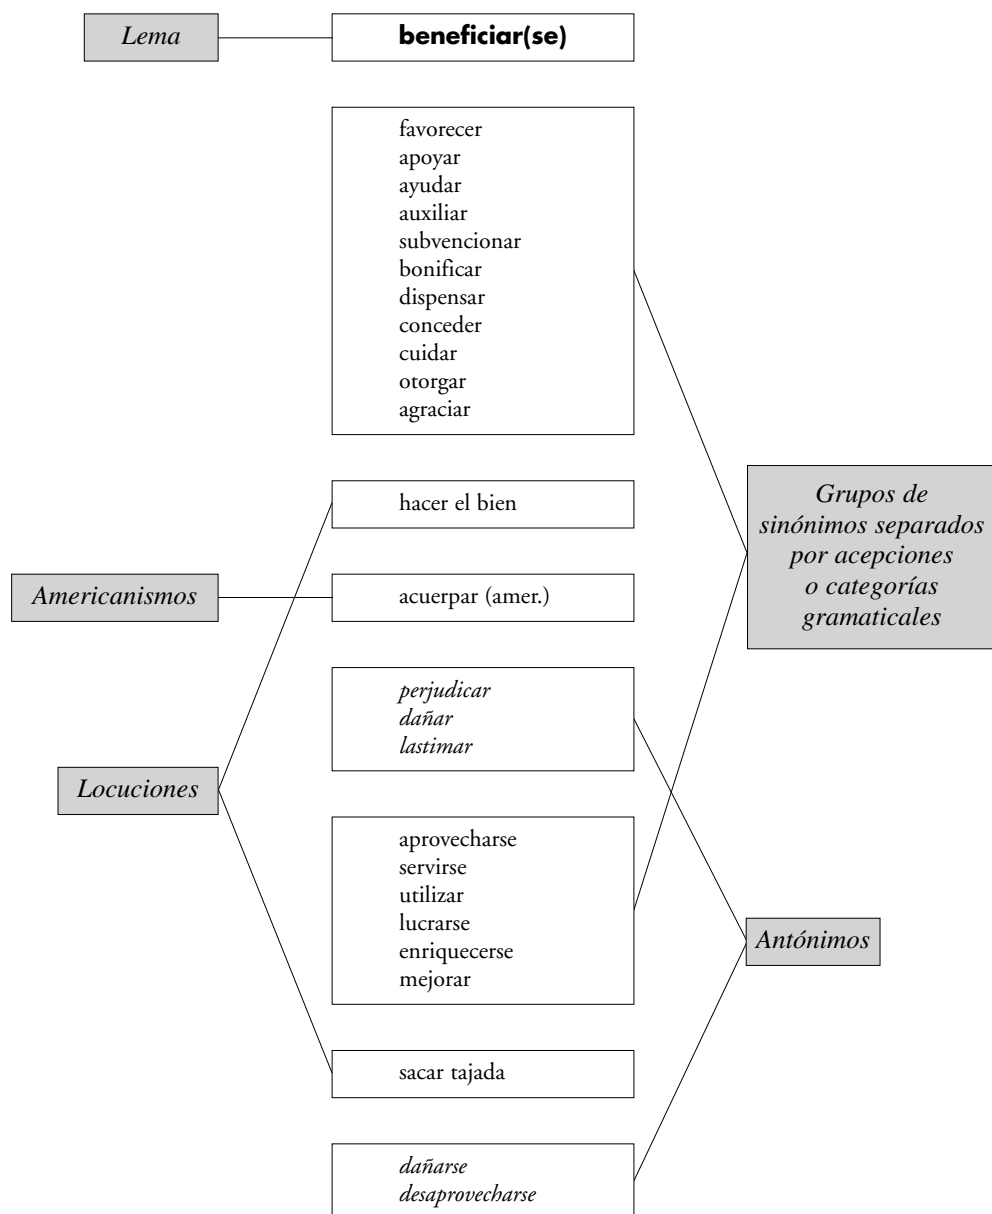 Lema
beneficiar(se)
favorecer
apoyar
ayudar
auxiliar
subvencionar
bonificar
dispensar
conceder
cuidar
otorgar
agraciar
hacer el bien
Grupos de
sinónimos separados
por acepciones
o categorías
gramaticales
Americanismos
acuerpar (amer.)
perjudicar
dañar
lastimar
Locuciones
aprovecharse
servirse
utilizar
lucrarse
enriquecerse
mejorar
Antónimos
sacar tajada
dañarse
desaprovecharse